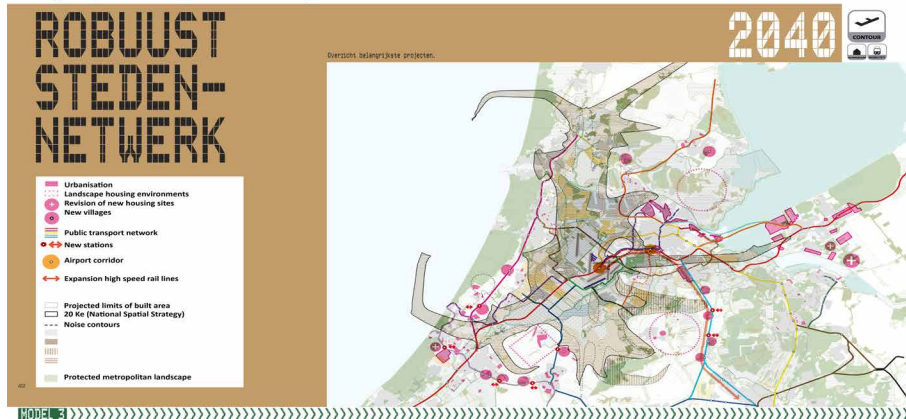 ROBUUST
STEDEN-
NETWERK
Overzicht belangrijkste projecten.
2040
CONTOUR
Urbanisation
Landscape housing environments
Revision of new housing sites
New villages
Public transport network
New stations
Airport corridor
Expansion high speed rail lines
Projected limits of built area
20 Ke (National Spatial Strategy)
Noise contours
Protected metropolitan landscape
MODEL 3